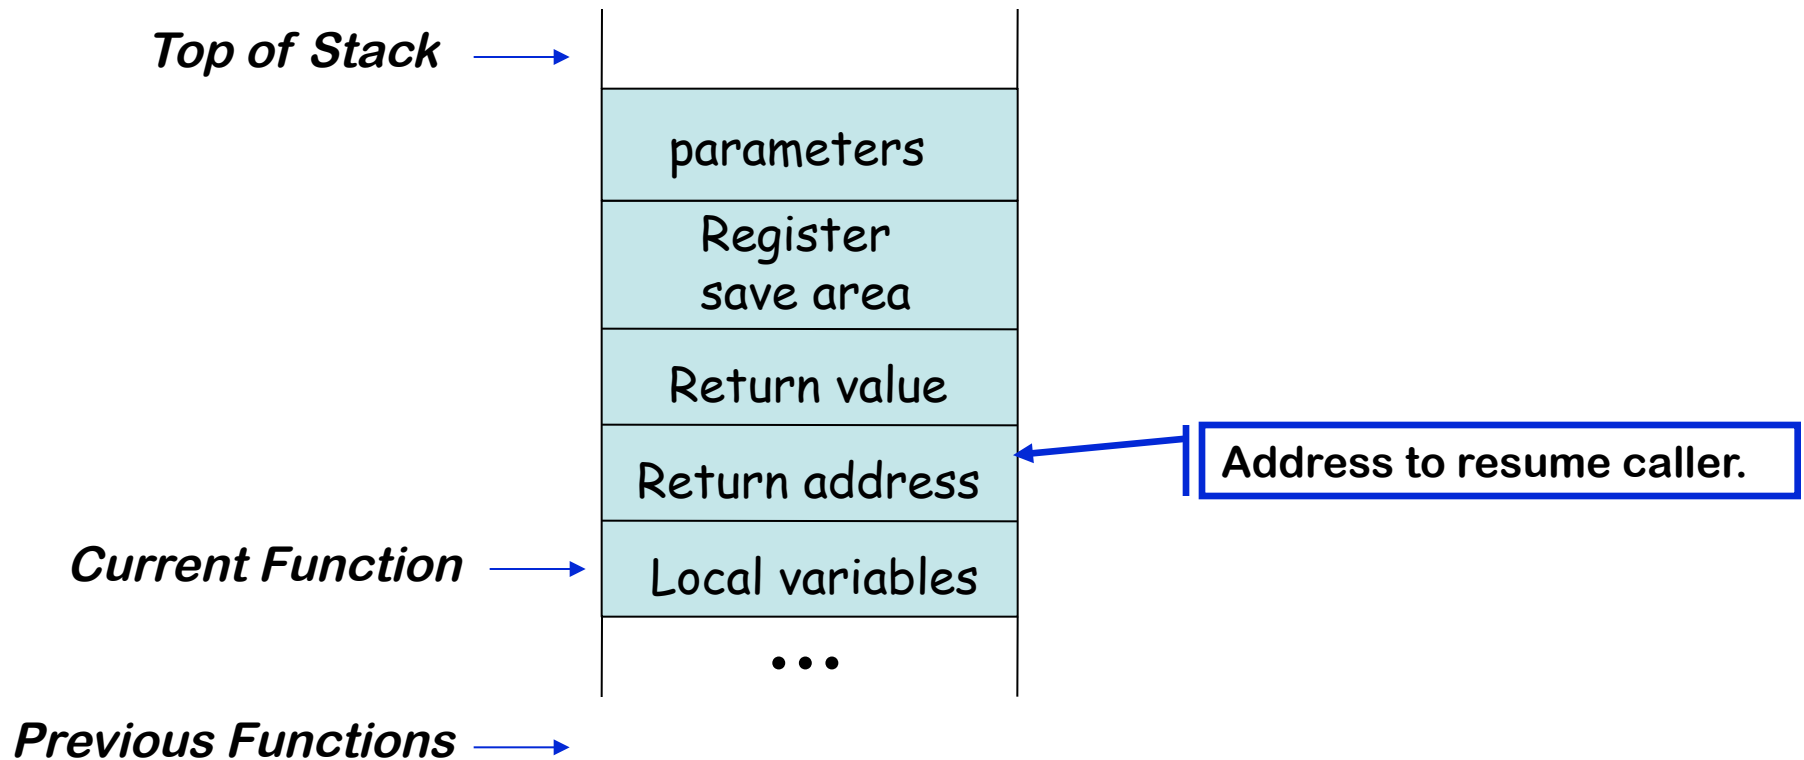 Top of Stack
parameters
Register
save area
Return value
Return address
Address to resume caller.
Current Function
Local variables
...
Previous Functions